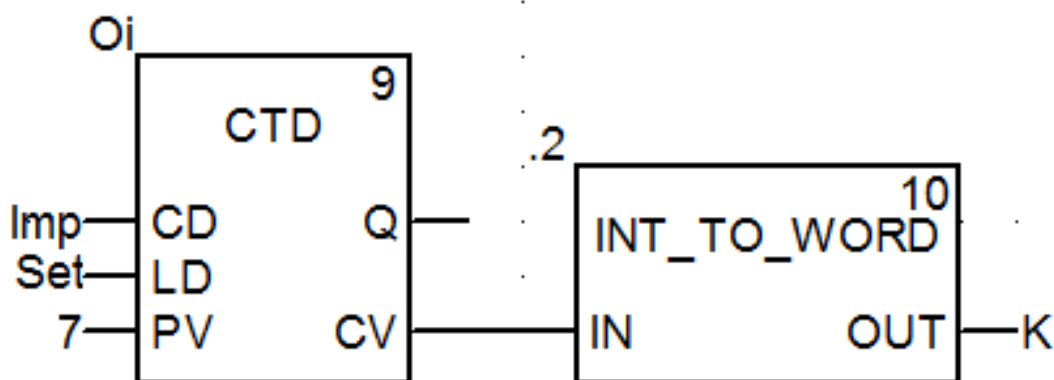 Oi
9
CTD
.2
10
Imp CD Q INT_TO_WORD
Set LD
7 PV CV IN OUT K